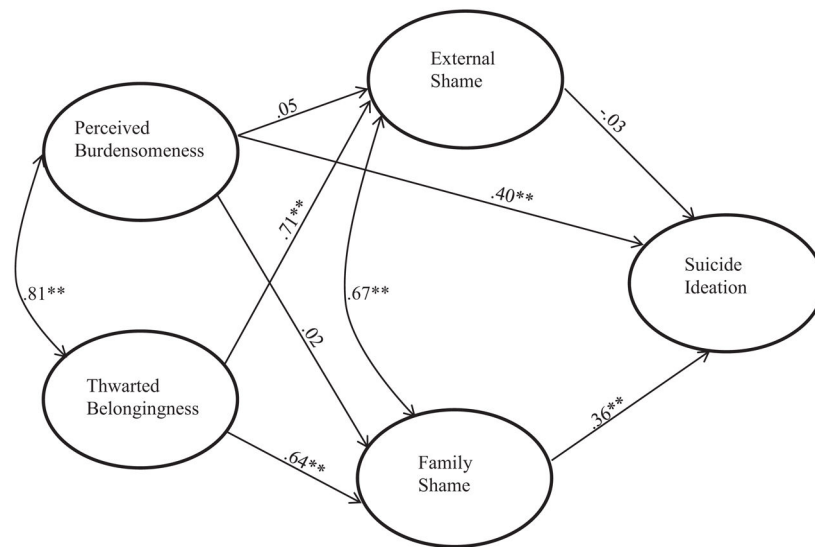 External
Shame
Perceived
Burdensomeness
.05
-.03
.40**
.71**
Suicide
Ideation
.81**
.67**
.02
Thwarted
Belongingness
.36**
.64**
Family
Shame